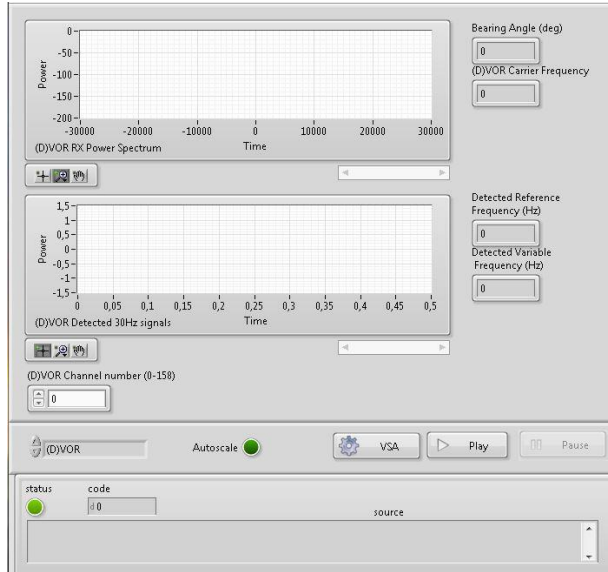 0
-50
-100
-150
-200
Power
-30000 -20000 -10000 0 10000 20000 30000
(D)VOR RX Power Spectrum Time
Bearing Angle (deg)
0
(D)VOR Carrier Frequency
0
1,5
1
0,5
0
-0,5
-1
-1,5
Power
0 0,05 0,1 0,15 0,2 0,25 0,3 0,35 0,4 0,45 0,5
(D)VOR Detected 30Hz signals Time
Detected Reference
Frequency (Hz)
0
Detected Variable
Frequency (Hz)
0
(D)VOR Channel number (0-158)
0
(D)VOR Autoscale VSA Play Pause
status code
d 0
source